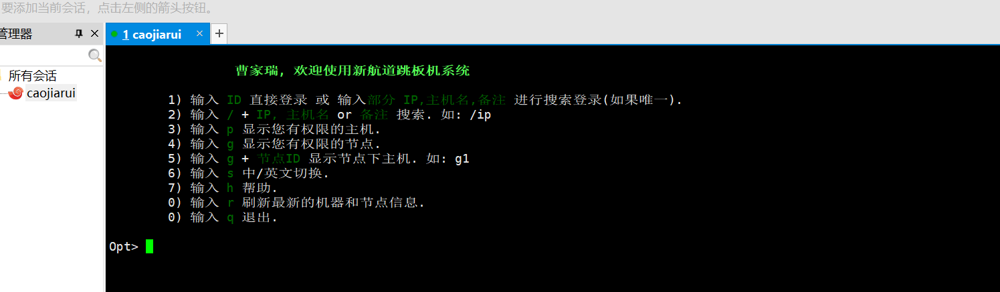 要添加当前会话，点击左侧的箭头按钮。
管理器
1 caojiarui
所有会话
caojiarui
曹家瑞, 欢迎使用新航道跳板机系统
1) 输入 ID 直接登录 或 输入部分 IP,主机名,备注 进行搜索登录(如果唯一).
2) 输入 / + IP, 主机名 or 备注 搜索. 如: /ip
3) 输入 p 显示您有权限的主机.
4) 输入 g 显示您有权限的节点.
5) 输入 g + 节点ID 显示节点下主机. 如: g1
6) 输入 s 中/英文切换.
7) 输入 h 帮助.
0) 输入 r 刷新最新的机器和节点信息.
0) 输入 q 退出.
Opt>